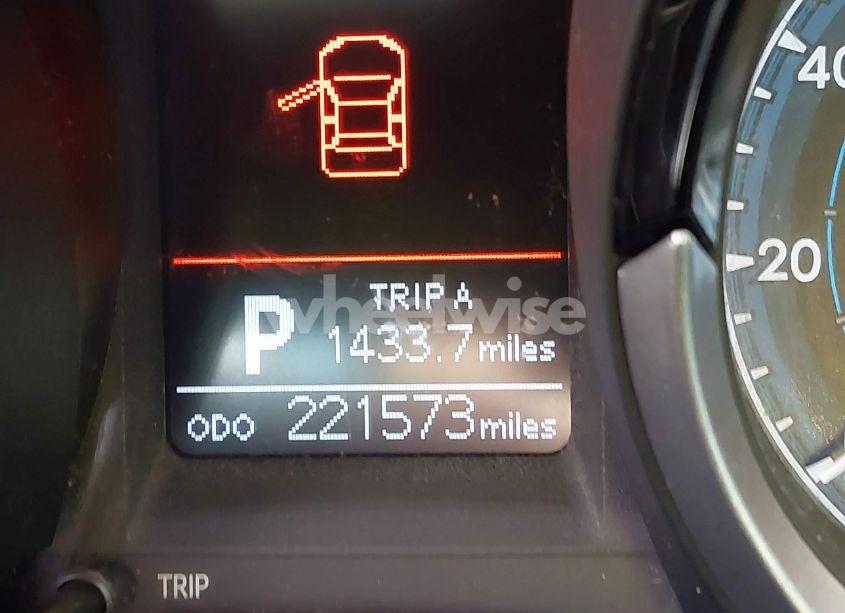 40
20
TRIP A
P 1433.7 miles
wheelwise
ODO 221573 miles
TRIP